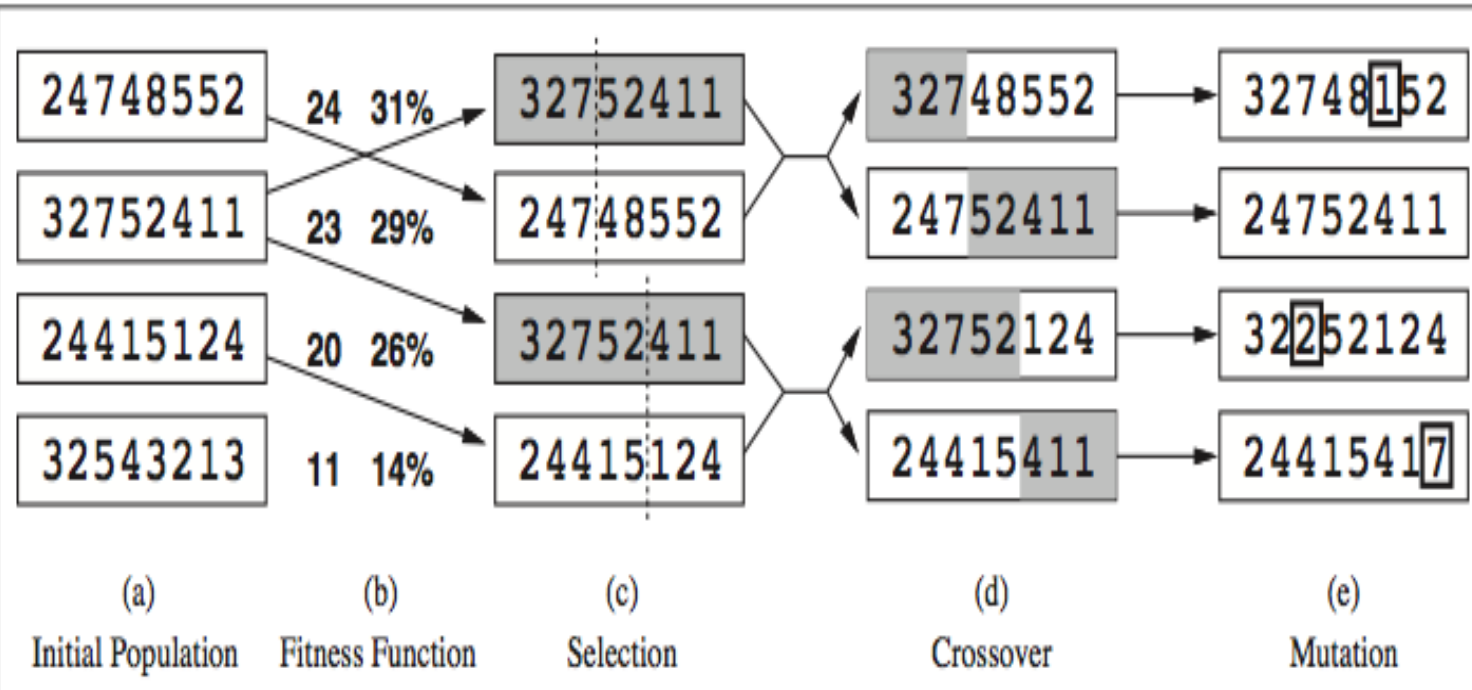 24748552 24 31% 32752411 32748552 32748152
32752411 23 29% 24748552 24752411 24752411
24415124 20 26% 32752411 32752124 32252124
32543213 11 14% 24415124 24415411 24415417
(a) (b) (c) (d) (e)
Initial Population Fitness Function Selection Crossover Mutation